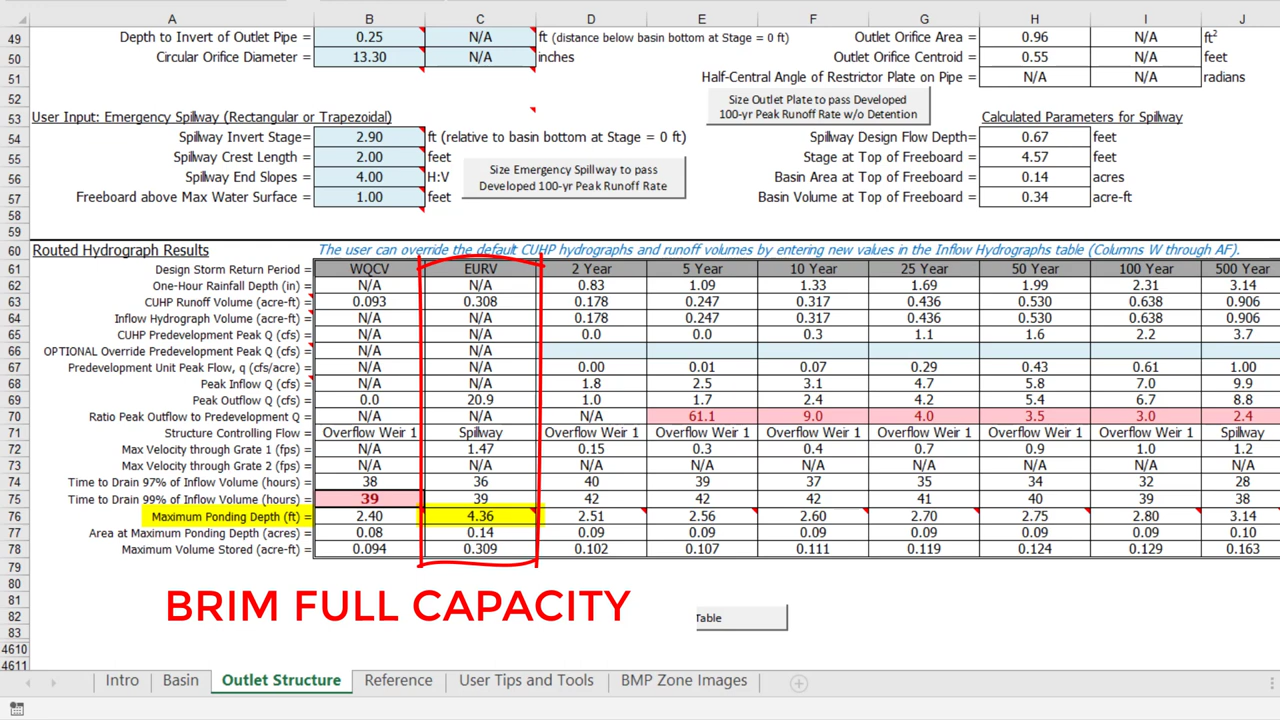 A B C D E F G H I J
49 Depth to Invert of Outlet Pipe = 0.25 N/A ft (distance below basin bottom at Stage = 0 ft) Outlet Orifice Area = 0.96 N/A ft²
50 Circular Orifice Diameter = 13.30 N/A inches Outlet Orifice Centroid = 0.55 N/A feet
51 Half-Central Angle of Restrictor Plate on Pipe = N/A N/A radians
52 Size Outlet Plate to pass Developed
100-yr Peak Runoff Rate w/o Detention
53 User Input: Emergency Spillway (Rectangular or Trapezoidal) Calculated Parameters for Spillway
54 Spillway Invert Stage= 2.90 ft (relative to basin bottom at Stage = 0 ft) Spillway Design Flow Depth= 0.67 feet
55 Spillway Crest Length = 2.00 feet Stage at Top of Freeboard = 4.57 feet
Size Emergency Spillway to pass
Developed 100-yr Peak Runoff Rate
56 Spillway End Slopes = 4.00 H:V Basin Area at Top of Freeboard = 0.14 acres
57 Freeboard above Max Water Surface = 1.00 feet Basin Volume at Top of Freeboard = 0.34 acre-ft
58
59
60 Routed Hydrograph Results The user can override the default CUHP hydrographs and runoff volumes by entering new values in the Inflow Hydrographs table (Columns W through AF).
61 Design Storm Return Period = WQCV EURV 2 Year 5 Year 10 Year 25 Year 50 Year 100 Year 500 Year
62 One-Hour Rainfall Depth (in) = N/A N/A 0.83 1.09 1.33 1.69 1.99 2.31 3.14
63 CUHP Runoff Volume (acre-ft) = 0.093 0.308 0.178 0.247 0.317 0.436 0.530 0.638 0.906
64 Inflow Hydrograph Volume (acre-ft) = N/A N/A 0.178 0.247 0.317 0.436 0.530 0.638 0.906
65 CUHP Predevelopment Peak Q (cfs) = N/A N/A 0.0 0.0 0.3 1.1 1.6 2.2 3.7
66 OPTIONAL Override Predevelopment Peak Q (cfs) = N/A N/A
67 Predevelopment Unit Peak Flow, q (cfs/acre) = N/A N/A 0.00 0.01 0.07 0.29 0.43 0.61 1.00
68 Peak Inflow Q (cfs) = N/A N/A 1.8 2.5 3.1 4.7 5.8 7.0 9.9
69 Peak Outflow Q (cfs) = 0.0 20.9 1.0 1.7 2.4 4.2 5.4 6.7 8.8
70 Ratio Peak Outflow to Predevelopment Q = N/A N/A N/A 61.1 9.0 4.0 3.5 3.0 2.4
71 Structure Controlling Flow = Overflow Weir 1 Spillway Overflow Weir 1 Overflow Weir 1 Overflow Weir 1 Overflow Weir 1 Overflow Weir 1 Overflow Weir 1 Spillway
72 Max Velocity through Grate 1 (fps) = N/A 1.47 0.15 0.3 0.4 0.7 0.9 1.0 1.2
73 Max Velocity through Grate 2 (fps) = N/A N/A N/A N/A N/A N/A N/A N/A N/A
74 Time to Drain 97% of Inflow Volume (hours) = 38 36 40 39 37 35 34 32 28
75 Time to Drain 99% of Inflow Volume (hours) = 39 39 42 42 42 41 40 39 38
76 Maximum Ponding Depth (ft) = 2.40 4.36 2.51 2.56 2.60 2.70 2.75 2.80 3.14
77 Area at Maximum Ponding Depth (acres) = 0.08 0.14 0.09 0.09 0.09 0.09 0.09 0.09 0.10
78 Maximum Volume Stored (acre-ft) = 0.094 0.309 0.102 0.107 0.111 0.119 0.124 0.129 0.163
79
80
81
BRIM FULL CAPACITY
82 Table
83
4610
4611
Intro Basin Outlet Structure Reference User Tips and Tools BMP Zone Images